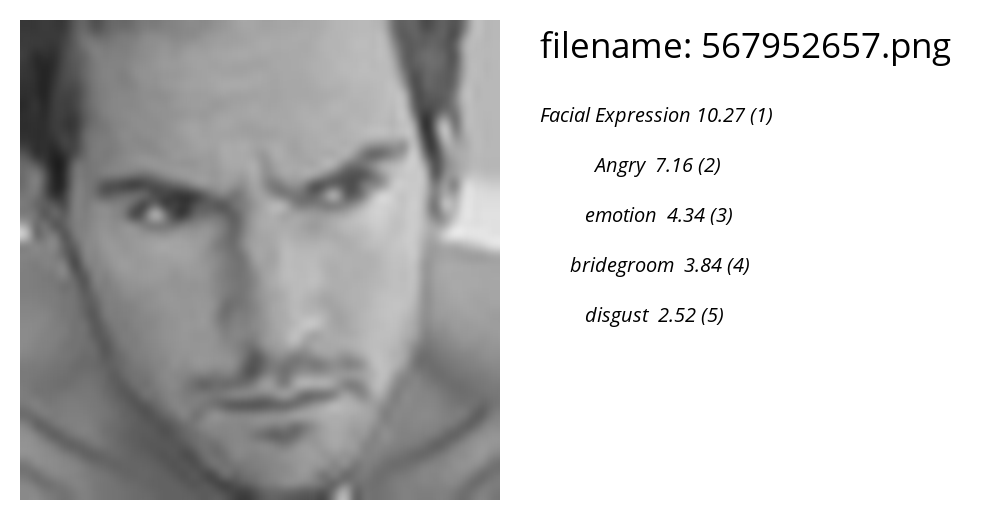 filename: 567952657.png
Facial Expression 10.27 (1)
Angry 7.16 (2)
emotion 4.34 (3)
bridegroom 3.84 (4)
disgust 2.52 (5)